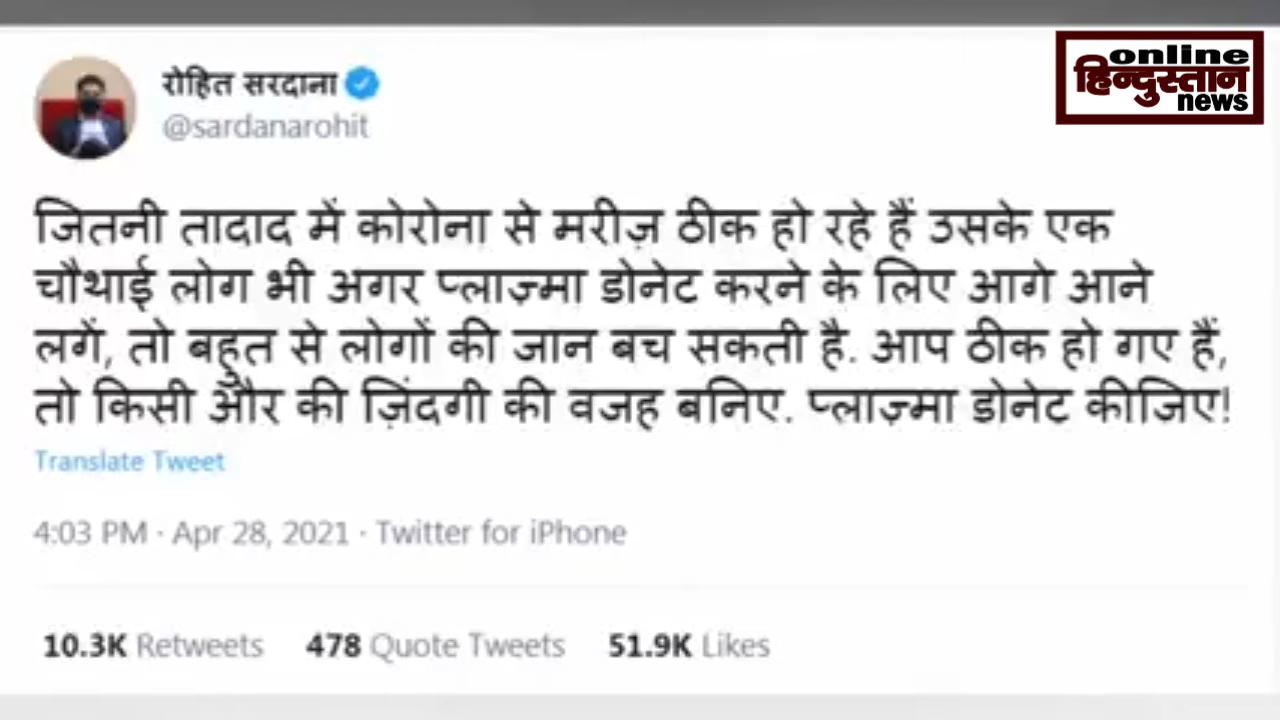 online
हिन्दुस्तान
news
रोहित सरदाना
@sardanarohit
जितनी तादाद में कोरोना से मरीज़ ठीक हो रहे हैं उसके एक
चौथाई लोग भी अगर प्लाज़्मा डोनेट करने के लिए आगे आने
लगें, तो बहुत से लोगों की जान बच सकती है. आप ठीक हो गए हैं,
तो किसी और की ज़िंदगी की वजह बनिए. प्लाज़्मा डोनेट कीजिए!
Translate Tweet
4:03 PM · Apr 28, 2021 · Twitter for iPhone
10.3K Retweets 478 Quote Tweets 51.9K Likes